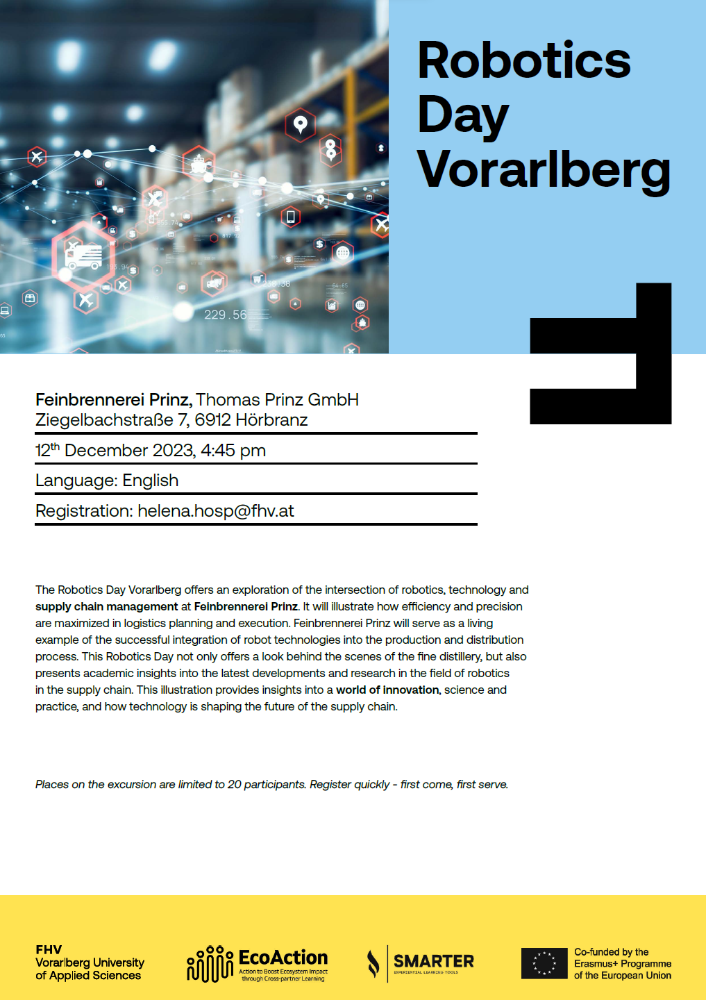 Robotics
Day
Vorarlberg
817.92
193.94
230.38
64.85
229.56
Feinbrennerei Prinz, Thomas Prinz GmbH
Ziegelbachstraße 7, 6912 Hörbranz
12th December 2023, 4:45 pm
Language: English
Registration: helena.hosp@fhv.at
The Robotics Day Vorarlberg offers an exploration of the intersection of robotics, technology and
supply chain management at Feinbrennerei Prinz. It will illustrate how efficiency and precision
are maximized in logistics planning and execution. Feinbrennerei Prinz will serve as a living
example of the successful integration of robot technologies into the production and distribution
process. This Robotics Day not only offers a look behind the scenes of the fine distillery, but also
presents academic insights into the latest developments and research in the field of robotics
in the supply chain. This illustration provides insights into a world of innovation, science and
practice, and how technology is shaping the future of the supply chain.
Places on the excursion are limited to 20 participants. Register quickly - first come, first serve.
FHV
Vorarlberg University
of Applied Sciences
EcoAction
Action to Boost Ecosystem Impact
through Cross-partner Learning
SMARTER
EXPERIENTIAL LEARNING TOOLS
Co-funded by the
Erasmus+ Programme
of the European Union